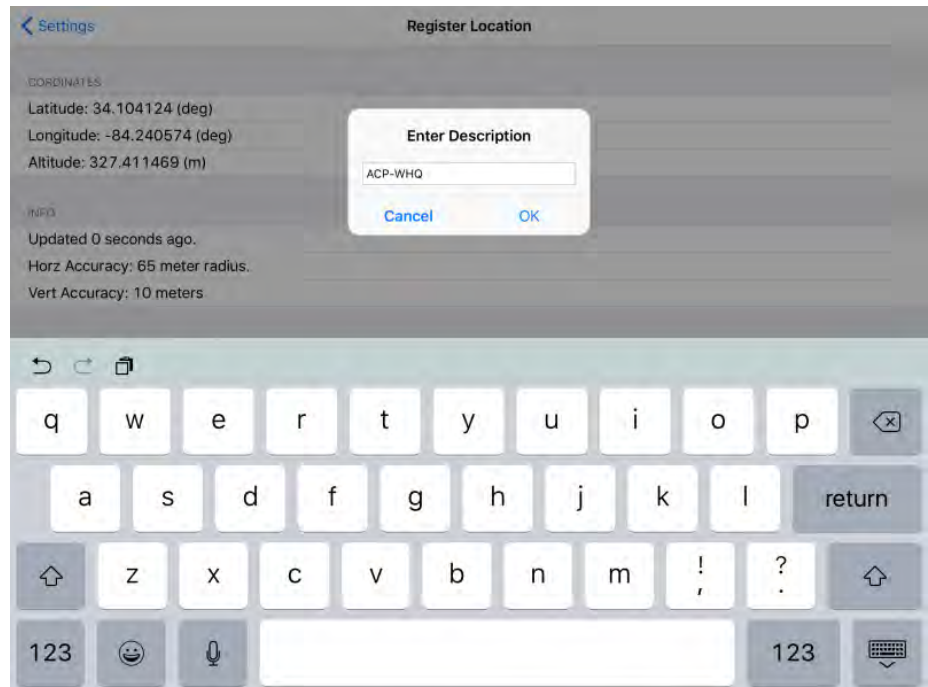 Settings
Register Location
CORDINATES
Latitude: 34.104124 (deg)
Longitude: -84.240574 (deg)
Altitude: 327.411469 (m)
Enter Description
ACP-WHQ
Cancel OK
INFO
Updated 0 seconds ago.
Horz Accuracy: 65 meter radius.
Vert Accuracy: 10 meters
q w e r t y u i o p
a s d f g h j k l return
z x c v b n m ! , ? .
123 123